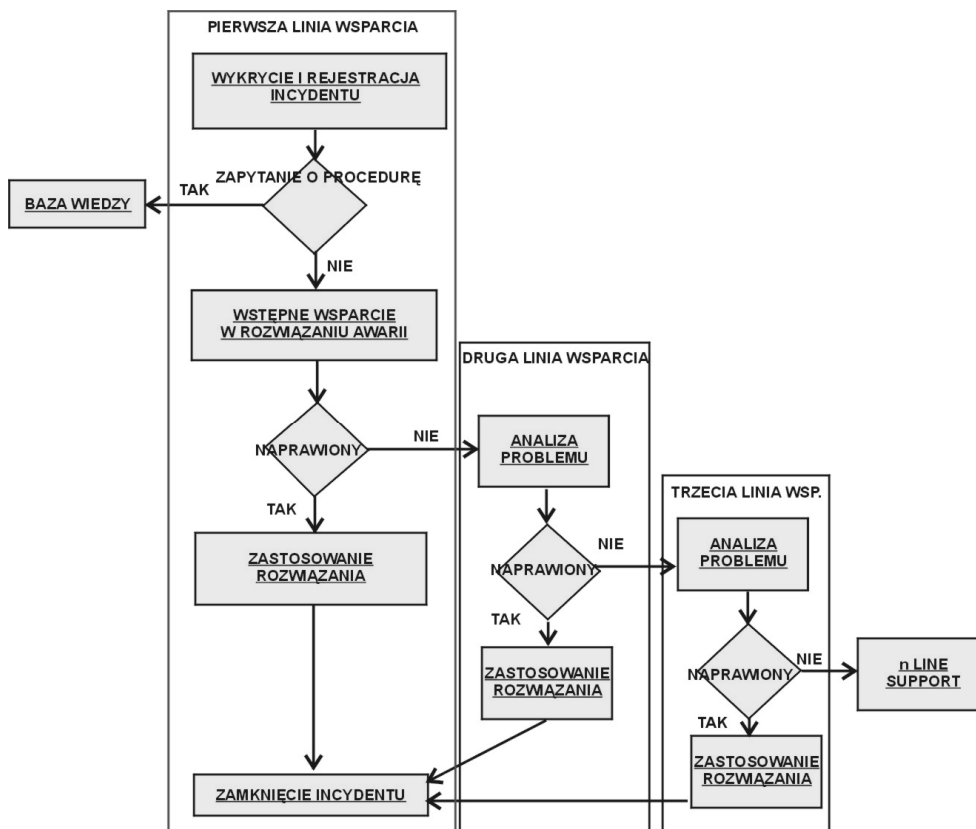 PIERWSZA LINIA WSPARCIA
WYKRYCIE I REJESTRACJA
INCYDENTU
ZAPYTANIE O PROCEDURĘ
TAK
BAZA WIEDZY
NIE
WSTĘPNE WSPARCIE
W ROZWIĄZANIU AWARII
NAPRAWIONY
NIE
TAK
ZASTOSOWANIE
ROZWIĄZANIA
ZAMKNIĘCIE INCYDENTU
DRUGA LINIA WSPARCIA
ANALIZA
PROBLEMU
NAPRAWIONY
NIE
TAK
ZASTOSOWANIE
ROZWIĄZANIA
TRZECIA LINIA WSP.
ANALIZA
PROBLEMU
NAPRAWIONY
NIE
TAK
ZASTOSOWANIE
ROZWIĄZANIA
n LINE
SUPPORT